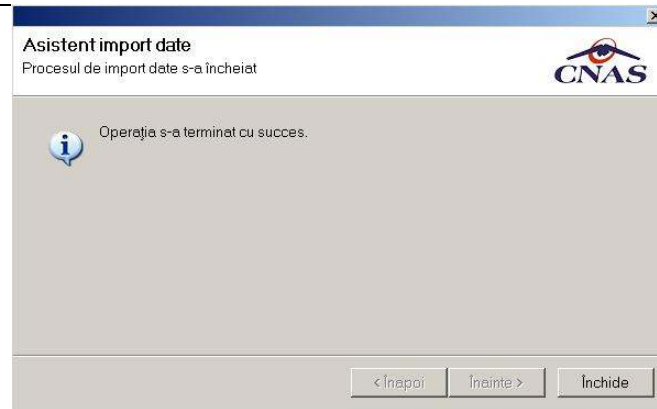 Asistent import date
Procesul de import date s-a încheiat
CNAS
Operaţia s-a terminat cu succes.
< Înapoi
Înainte >
Închide